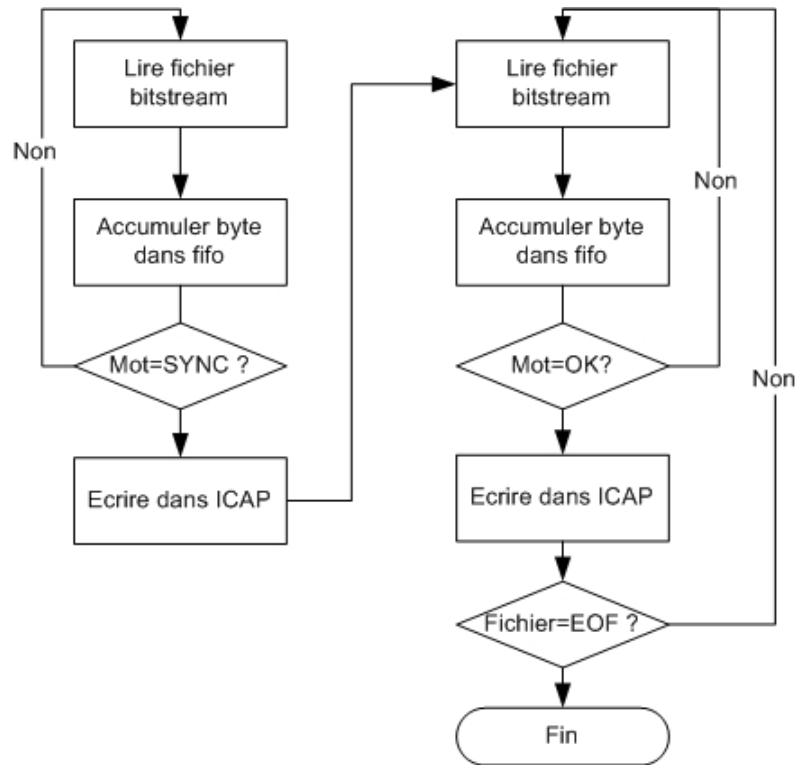 Lire fichier
bitstream
Non
Accumuler byte
dans fifo
Mot=SYNC ?
Ecrire dans ICAP
Lire fichier
bitstream
Non
Accumuler byte
dans fifo
Mot=OK?
Non
Ecrire dans ICAP
Fichier=EOF ?
Fin